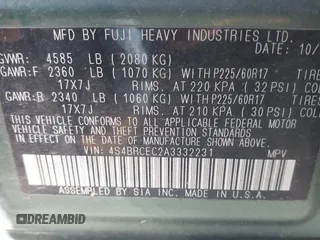 MFD. BY FUJI HEAVY INDUSTRIES LTD.
DATE: 10/
GVWR: 4585 LB (2080 KG)
GAWR:F 2360 LB (1070 KG) WITH P225/60R17 TIRES
17X7J RIMS. AT 220 KPA (32 PSI) COLD
GAWR:R 2340 LB (1060 KG) WITH P225/60R17 TIRES
17X7J RIMS. AT 210 KPA (30 PSI) COLD
THIS VEHICLE CONFORMS TO ALL APPLICABLE FEDERAL MOTOR
VEHICLE SAFETY AND THEFT PREVENTION STANDARDS
IN EFFECT ON THE DATE OF MANUFACTURE SHOWN ABOVE.
VIN: 4S4BRCEC2A3332231 MPV
ASSEMBLED BY SIA INC. MADE IN U.S.A.
DREAMBID